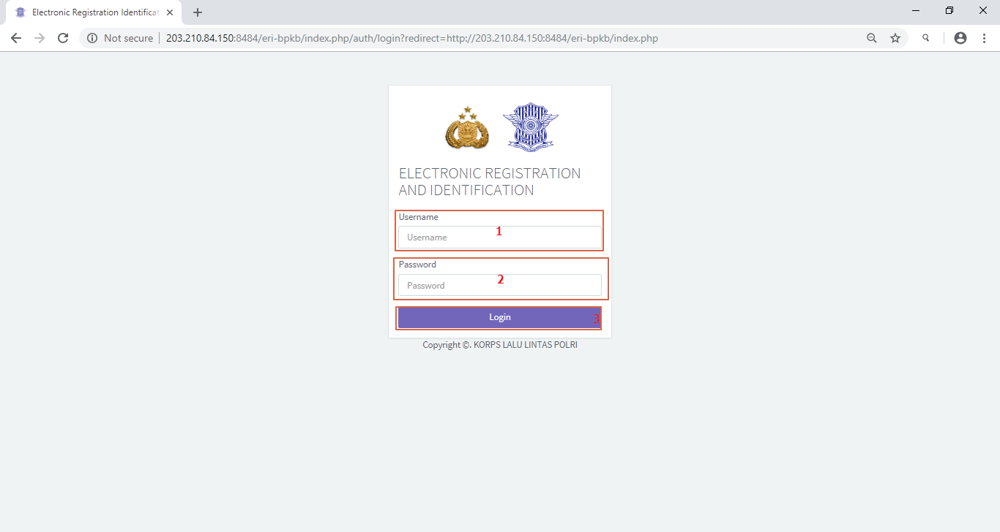 Electronic Registration Identificat
Not secure
203.210.84.150:8484/eri-bpkb/index.php/auth/login?redirect=http://203.210.84.150:8484/eri-bpkb/index.php
ELECTRONIC REGISTRATION
AND IDENTIFICATION
Username
1
Username
Password
2
Password
Login
3
Copyright ©. KORPS LALU LINTAS POLRI